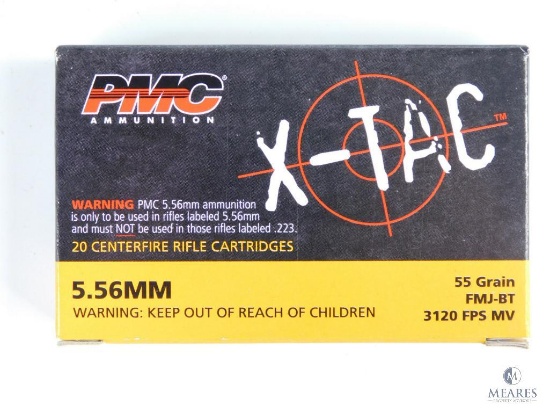 PMC®
AMMUNITION
X-TAC™
WARNING PMC 5.56mm ammunition
is only to be used in rifles labeled 5.56mm
and must NOT be used in those rifles labeled .223.
20 CENTERFIRE RIFLE CARTRIDGES
5.56MM
WARNING: KEEP OUT OF REACH OF CHILDREN
55 Grain
FMJ-BT
3120 FPS MV
MEARES